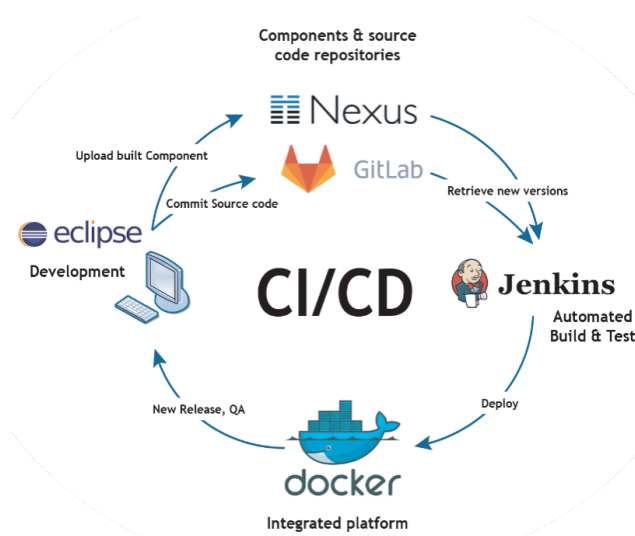 Components & source
code repositories
Nexus
Upload built Component
GitLab
Retrieve new versions
Commit Source code
eclipse
Development
CI/CD
Jenkins
Automated
Build & Test
New Release, QA
Deploy
docker
Integrated platform